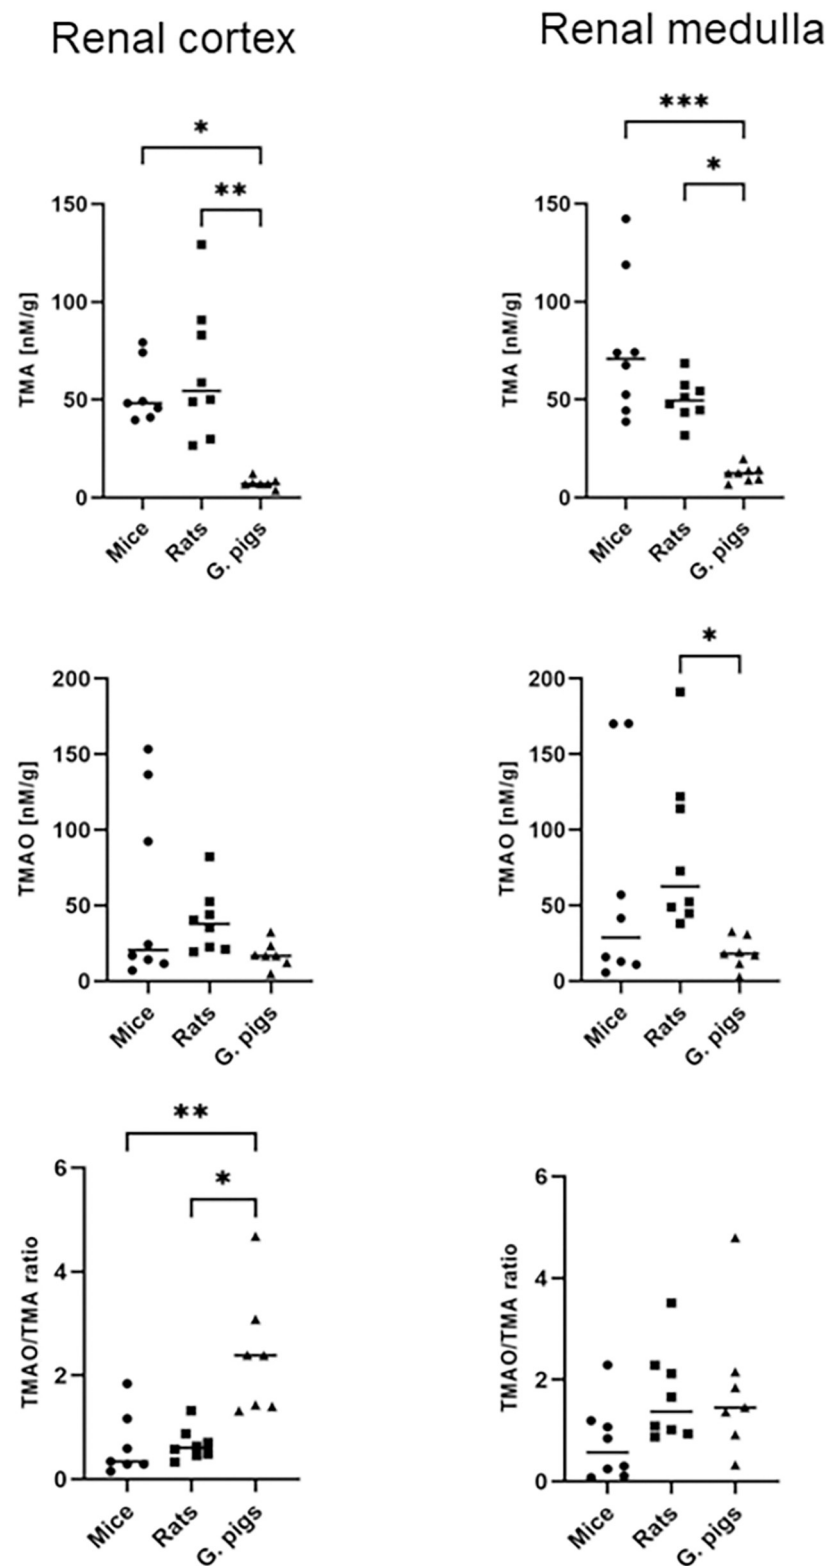 Renal cortex
Renal medulla
*
**
150
100
50
0
TMA [nM/g]
Mice
Rats
G. pigs
***
*
150
100
50
0
TMA [nM/g]
Mice
Rats
G. pigs
200
150
100
50
0
TMAO [nM/g]
Mice
Rats
G. pigs
*
200
150
100
50
0
TMAO [nM/g]
Mice
Rats
G. pigs
**
*
6
4
2
0
TMAO/TMA ratio
Mice
Rats
G. pigs
6
4
2
0
TMAO/TMA ratio
Mice
Rats
G. pigs